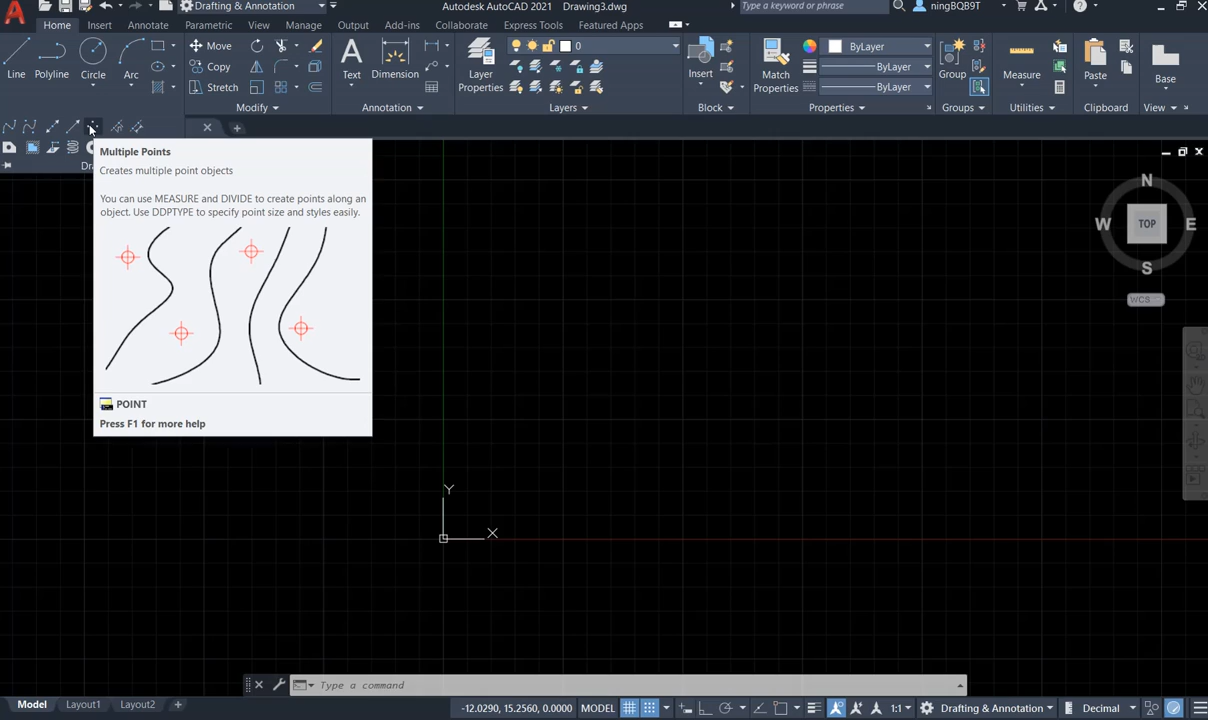 Drafting & Annotation
Autodesk AutoCAD 2021 Drawing3.dwg
Type a keyword or phrase
ningBQB9T
Home Insert Annotate Parametric View Manage Output Add-ins Collaborate Express Tools Featured Apps
Line
Polyline
Circle
Arc
Move
Copy
Stretch
Modify
Text
Dimension
Annotation
Layer
Properties
0
Layers
Insert
Block
Match
Properties
ByLayer
ByLayer
ByLayer
Properties
Group
Groups
Measure
Utilities
Paste
Clipboard
Base
View
Multiple Points
Creates multiple point objects
You can use MEASURE and DIVIDE to create points along an
object. Use DDPTYPE to specify point size and styles easily.
POINT
Press F1 for more help
N
W TOP E
S
WCS
Y
X
Type a command
Model Layout1 Layout2
-12.0290, 15.2560, 0.0000 MODEL
1:1
Drafting & Annotation
Decimal